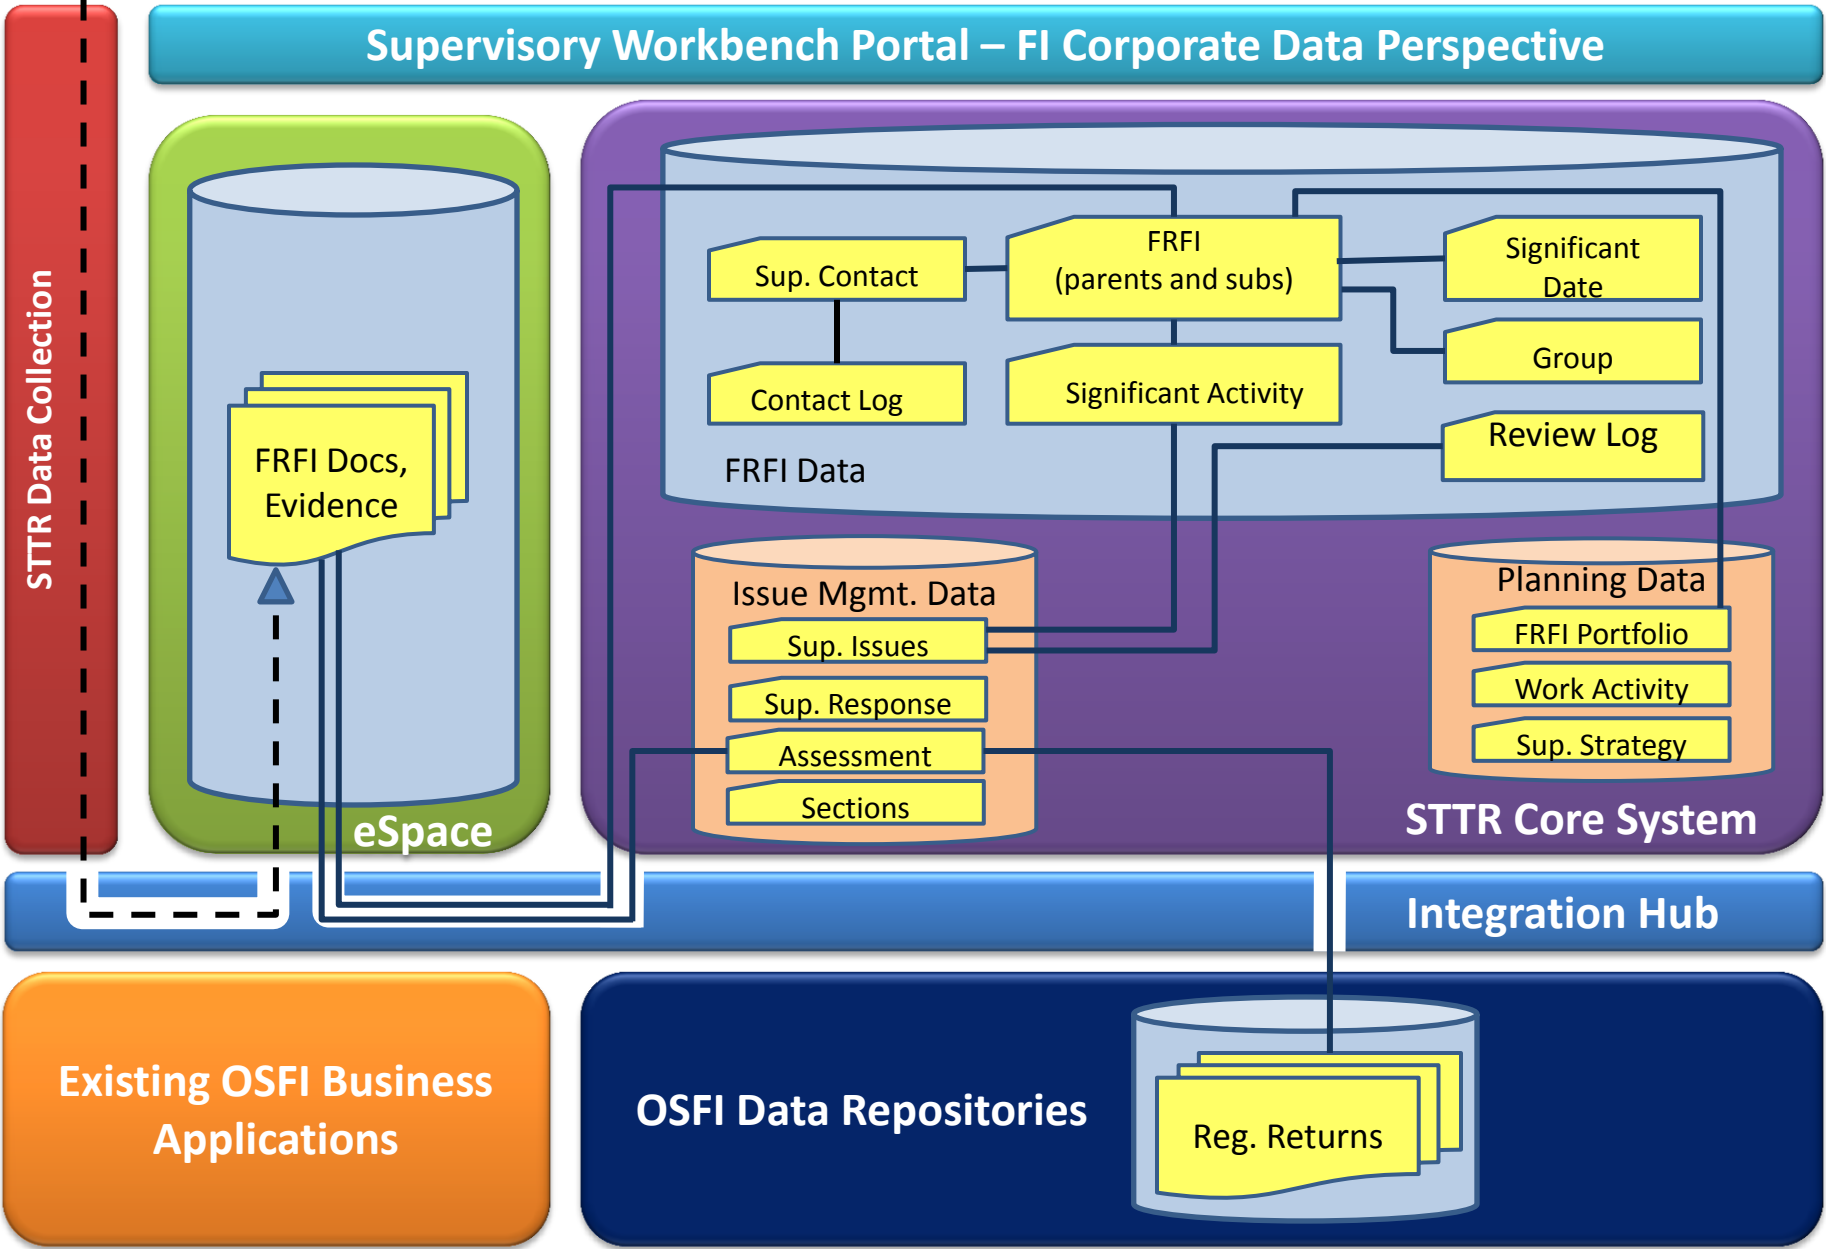 Supervisory Workbench Portal – FI Corporate Data Perspective
STTR Data Collection
FRFI Docs,
Evidence
eSpace
FRFI
(parents and subs)
Sup. Contact
Significant
Date
Contact Log
Significant Activity
Group
Review Log
FRFI Data
Issue Mgmt. Data
Sup. Issues
Sup. Response
Assessment
Sections
Planning Data
FRFI Portfolio
Work Activity
Sup. Strategy
STTR Core System
Integration Hub
Existing OSFI Business
Applications
OSFI Data Repositories
Reg. Returns